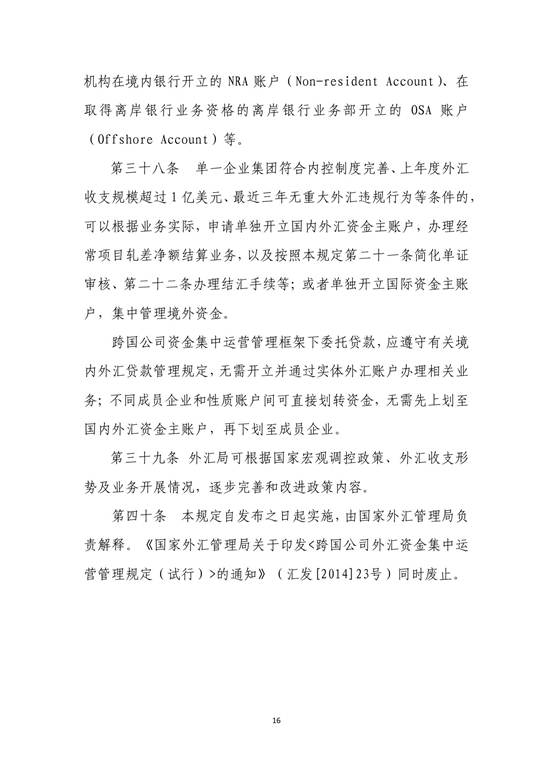 机构在境内银行开立的 NRA 账户（Non-resident Account）、在
取得离岸银行业务资格的离岸银行业务部开立的 OSA 账户
（Offshore Account）等。
第三十八条 单一企业集团符合内控制度完善、上年度外汇
收支规模超过 1 亿美元、最近三年无重大外汇违规行为等条件的，
可以根据业务实际，申请单独开立国内外汇资金主账户，办理经
常项目轧差净额结算业务，以及按照本规定第二十一条简化单证
审核、第二十二条办理结汇手续等；或者单独开立国际资金主账
户，集中管理境外资金。
跨国公司资金集中运营管理框架下委托贷款，应遵守有关境
内外汇贷款管理规定，无需开立并通过实体外汇账户办理相关业
务；不同成员企业和性质账户间可直接划转资金，无需先上划至
国内外汇资金主账户，再下划至成员企业。
第三十九条 外汇局可根据国家宏观调控政策、外汇收支形
势及业务开展情况，逐步完善和改进政策内容。
第四十条 本规定自发布之日起实施，由国家外汇管理局负
责解释。《国家外汇管理局关于印发<跨国公司外汇资金集中运
营管理规定（试行）>的通知》（汇发[2014]23号）同时废止。
16